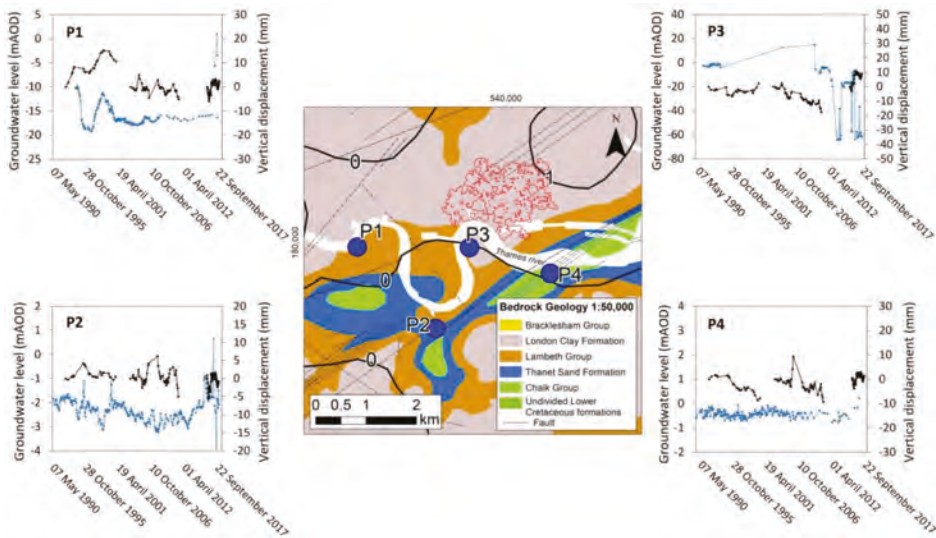 P1
Groundwater level (mAOD)
5
0
-5
-10
-15
-20
-25
30
20
10
0
-10
-20
-30
Vertical displacement (mm)
07 May 1990
28 October 1995
19 April 2001
10 October 2006
01 April 2012
22 September 2017
P3
Groundwater level (mAOD)
40
20
0
-20
-40
-60
-80
50
40
30
20
10
0
-10
-20
-30
-40
-50
Vertical displacement (mm)
07 May 1990
28 October 1995
19 April 2001
10 October 2006
01 April 2012
22 September 2017
540,000
180,000
N
0
1
P1
P3
Thames river
P4
0
P2
0
Bedrock Geology 1:50,000
Bracklesham Group
London Clay Formation
Lambeth Group
Thanet Sand Formation
Chalk Group
Undivided Lower
Cretaceous formations
Fault
0 0.5 1 2
km
P2
Groundwater level (mAOD)
2
1
0
-1
-2
-3
-4
20
15
10
5
0
-5
-10
-15
-20
Vertical displacement (mm)
07 May 1990
28 October 1995
19 April 2001
10 October 2006
01 April 2012
22 September 2017
P4
Groundwater level (mAOD)
4
3
2
1
0
-1
-2
30
20
10
0
-10
-20
-30
Vertical displacement (mm)
07 May 1990
28 October 1995
19 April 2001
10 October 2006
01 April 2012
22 September 2017